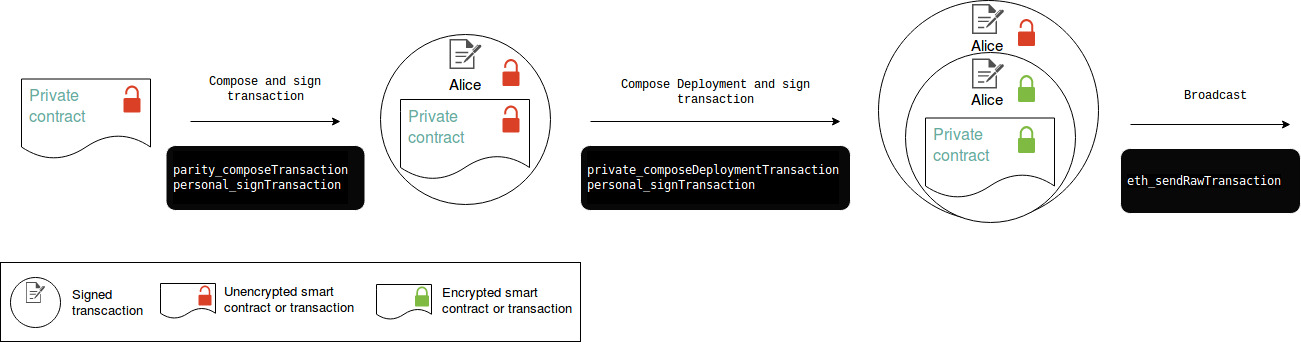 Private
contract
Compose and sign
transaction
parity_composeTransaction
personal_signTransaction
Alice
Private
contract
Compose Deployment and sign
transaction
private_composeDeploymentTransaction
personal_signTransaction
Alice
Alice
Private
contract
Broadcast
eth_sendRawTransaction
Signed
transcaction
Unencrypted smart
contract or transaction
Encrypted smart
contract or transaction